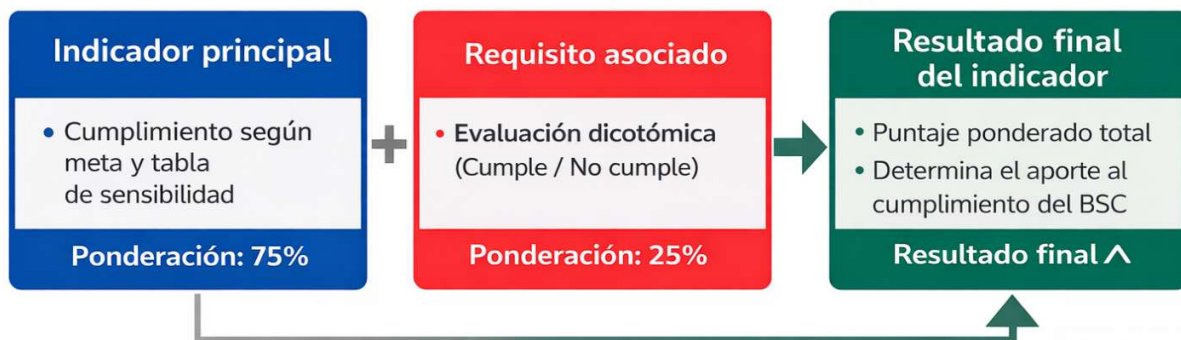 Indicador principal
• Cumplimiento según
meta y tabla
de sensibilidad
Ponderación: 75%
+
Requisito asociado
• Evaluación dicotómica
(Cumple / No cumple)
Ponderación: 25%
Resultado final
del indicador
• Puntaje ponderado total
• Determina el aporte al
cumplimiento del BSC
Resultado final